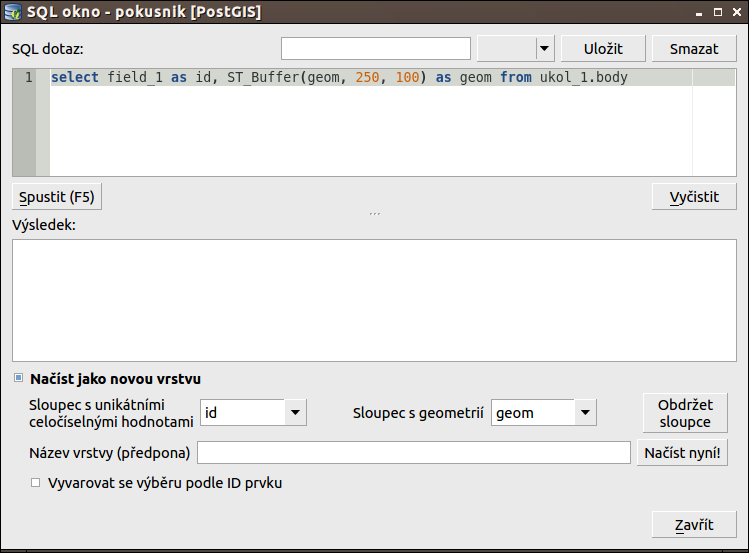 SQL okno - pokusnik [PostGIS]
SQL dotaz:
Uložit
Smazat
1 select field_1 as id, ST_Buffer(geom, 250, 100) as geom from ukol_1.body
Spustit (F5)
Vyčistit
Výsledek:
Načíst jako novou vrstvu
Sloupec s unikátními
celočíselnými hodnotami
id
Sloupec s geometrií
geom
Obdržet
sloupce
Název vrstvy (předpona)
Načíst nyní!
Vyvarovat se výběru podle ID prvku
Zavřít